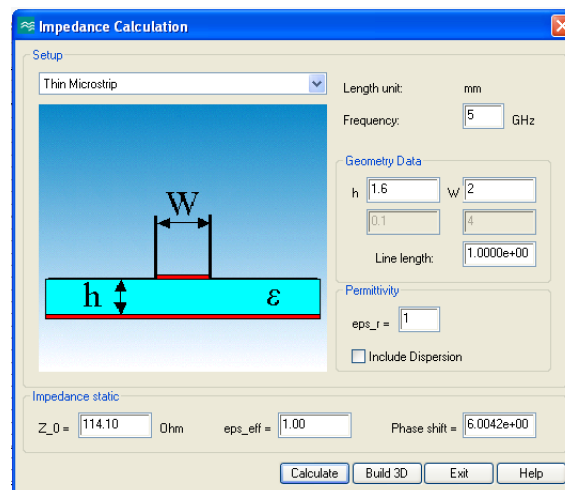 Impedance Calculation
Setup
Thin Microstrip
Length unit: mm
Frequency: 5 GHz
Geometry Data
h 1.6 W 2
0.1 4
Line length: 1.0000e+00
Permittivity
eps_r = 1
Include Dispersion
W
h ε
Impedance static
Z_0 = 114.10 Ohm eps_eff = 1.00 Phase shift = 6.0042e+00
Calculate Build 3D Exit Help